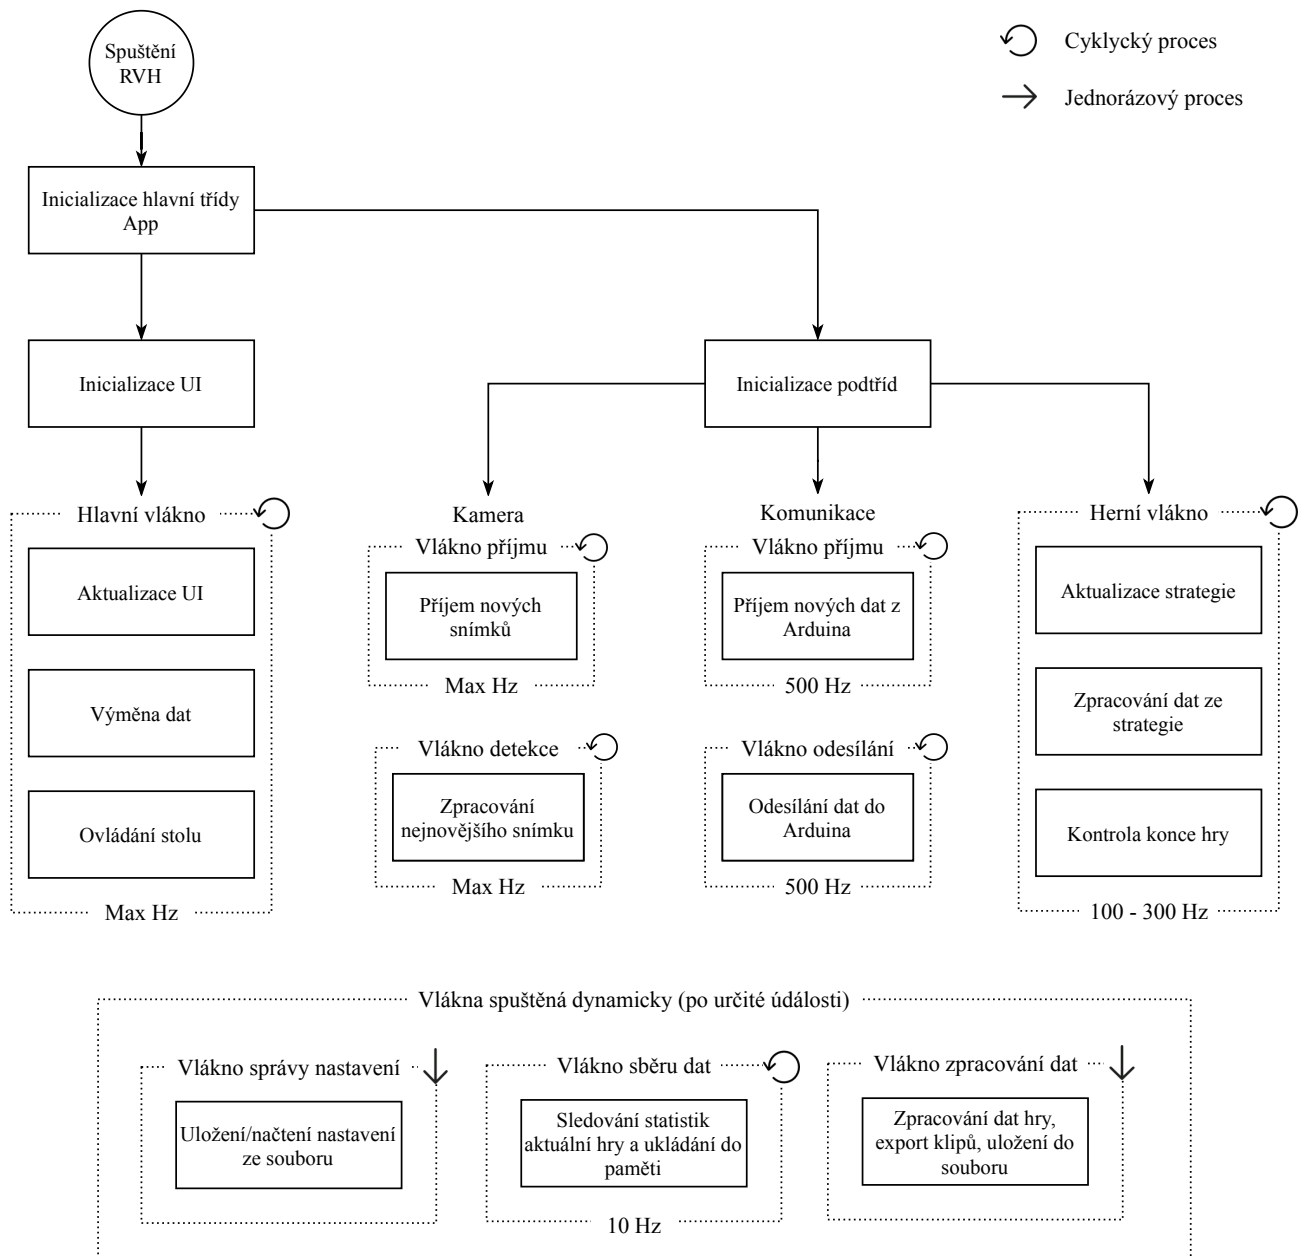 Spuštění
RVH
Cyklycký proces
Jednorázový proces
Inicializace hlavní třídy
App
Inicializace UI
Inicializace podtříd
Hlavní vlákno
Aktualizace UI
Výměna dat
Ovládání stolu
Max Hz
Kamera
Vlákno příjmu
Příjem nových
snímků
Max Hz
Vlákno detekce
Zpracování
nejnovějšího snímku
Max Hz
Komunikace
Vlákno příjmu
Příjem nových dat z
Arduina
500 Hz
Vlákno odesílání
Odesílání dat do
Arduina
500 Hz
Herní vlákno
Aktualizace strategie
Zpracování dat ze
strategie
Kontrola konce hry
100 - 300 Hz
Vlákna spuštěná dynamicky (po určité údálosti)
Vlákno správy nastavení
Uložení/načtení nastavení
ze souboru
Vlákno sběru dat
Sledování statistik
aktuální hry a ukládání do
paměti
10 Hz
Vlákno zpracování dat
Zpracování dat hry,
export klipů, uložení do
souboru